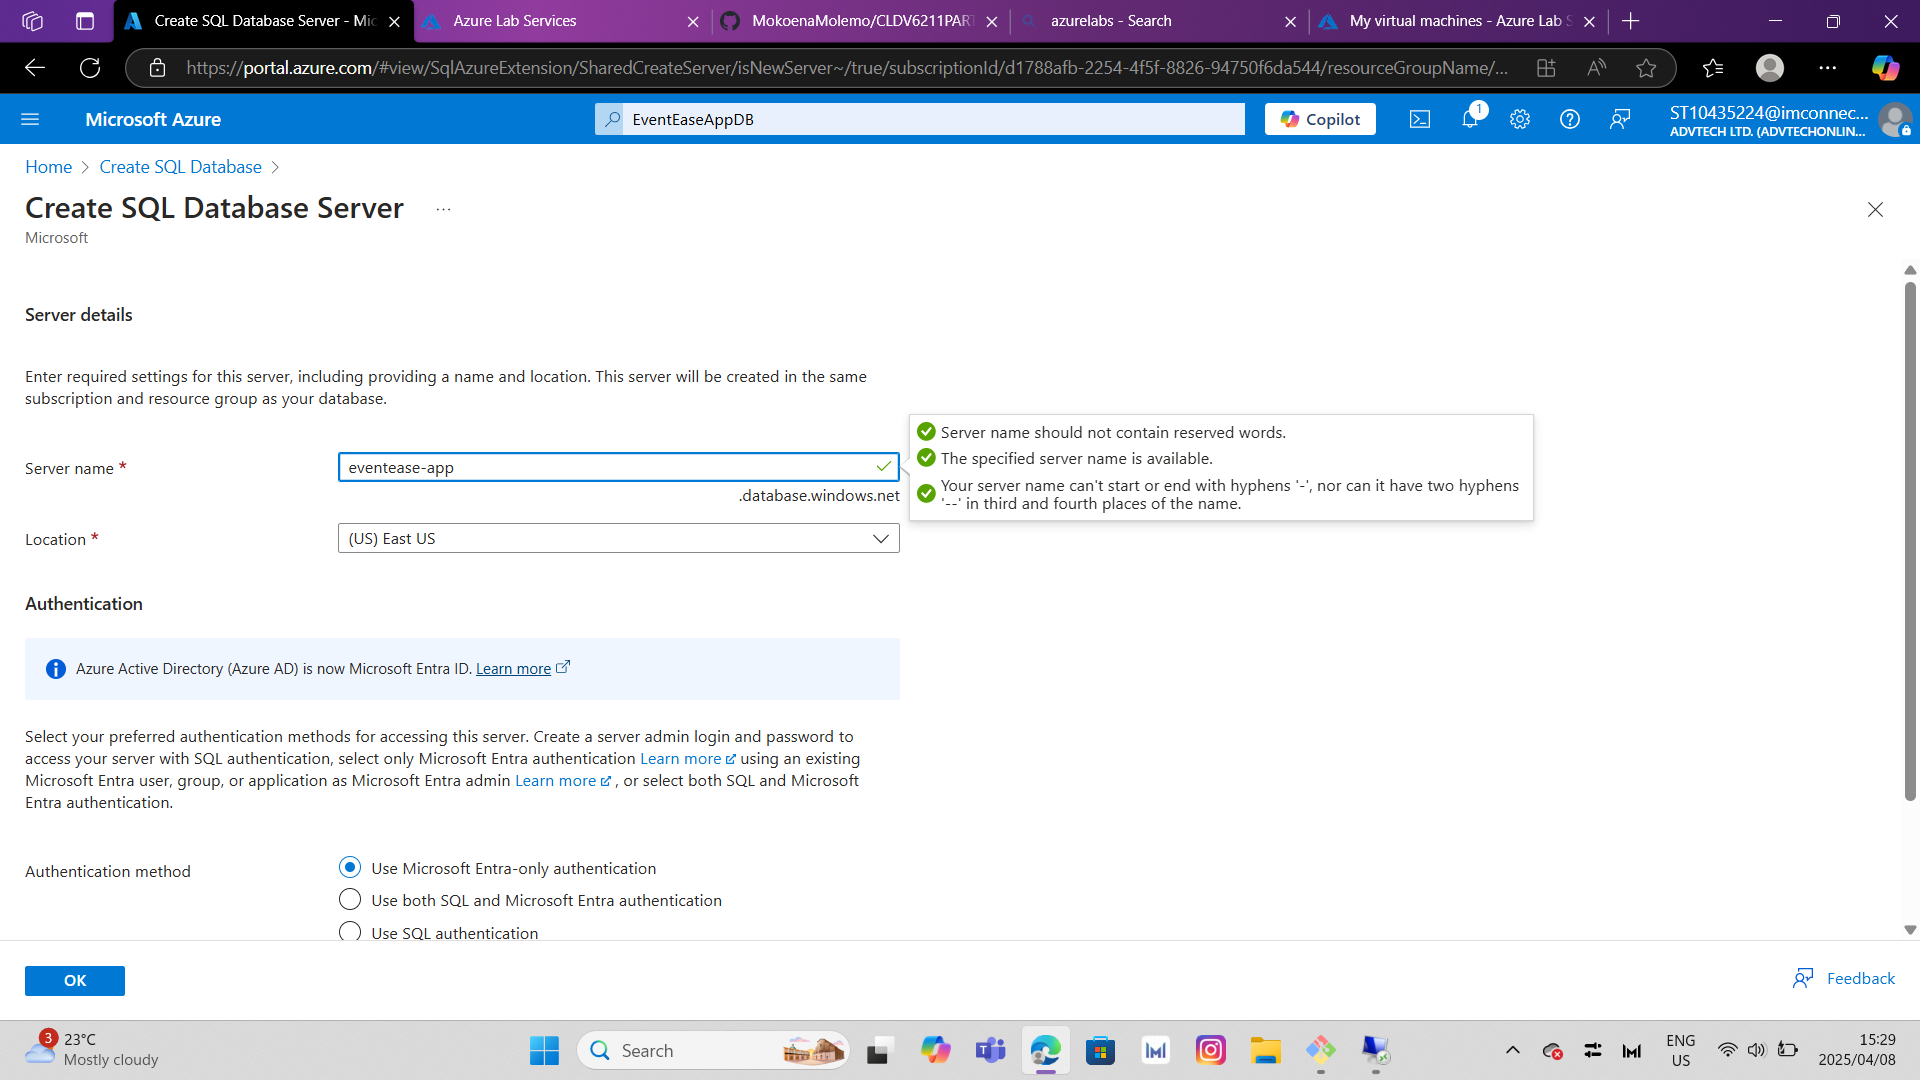 Create SQL Database Server - Mic
Azure Lab Services
MokoenaMolemo/CLDV6211PART
azurelabs - Search
My virtual machines - Azure Lab S
https://portal.azure.com/#view/SqlAzureExtension/SharedCreateServer/isNewServer~/true/subscriptionId/d1788afb-2254-4f5f-8826-94750f6da544/resourceGroupName/...
Microsoft Azure
EventEaseAppDB
Copilot
1
ST10435224@imconnec...
ADVTECH LTD. (ADVTECHONLIN...
Home > Create SQL Database >
Create SQL Database Server ...
Microsoft
Server details
Enter required settings for this server, including providing a name and location. This server will be created in the same
subscription and resource group as your database.
Server name *
eventease-app
.database.windows.net
Server name should not contain reserved words.
The specified server name is available.
Your server name can't start or end with hyphens '-', nor can it have two hyphens
'--' in third and fourth places of the name.
Location *
(US) East US
Authentication
Azure Active Directory (Azure AD) is now Microsoft Entra ID. Learn more
Select your preferred authentication methods for accessing this server. Create a server admin login and password to
access your server with SQL authentication, select only Microsoft Entra authentication Learn more using an existing
Microsoft Entra user, group, or application as Microsoft Entra admin Learn more , or select both SQL and Microsoft
Entra authentication.
Authentication method
Use Microsoft Entra-only authentication
Use both SQL and Microsoft Entra authentication
Use SQL authentication
OK
Feedback
3
23°C
Mostly cloudy
Search
ENG
US
15:29
2025/04/08